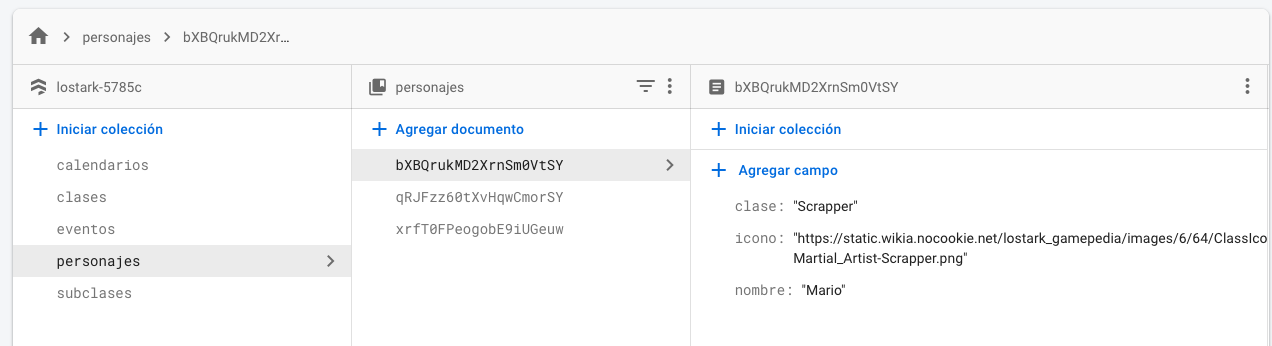 personajes
bXBQrukMD2Xr...
lostark-5785c
Iniciar colección
calendarios
clases
eventos
personajes
subclases
personajes
Agregar documento
bXBQrukMD2XrnSm0VtSY
qRJFzz60tXvHqwCmorSY
xrfT0FPeogobE9iUGeuw
bXBQrukMD2XrnSm0VtSY
Iniciar colección
Agregar campo
clase: "Scrapper"
icono: "https://static.wikia.nocookie.net/lostark_gamepedia/images/6/64/ClassIco
Martial_Artist-Scrapper.png"
nombre: "Mario"